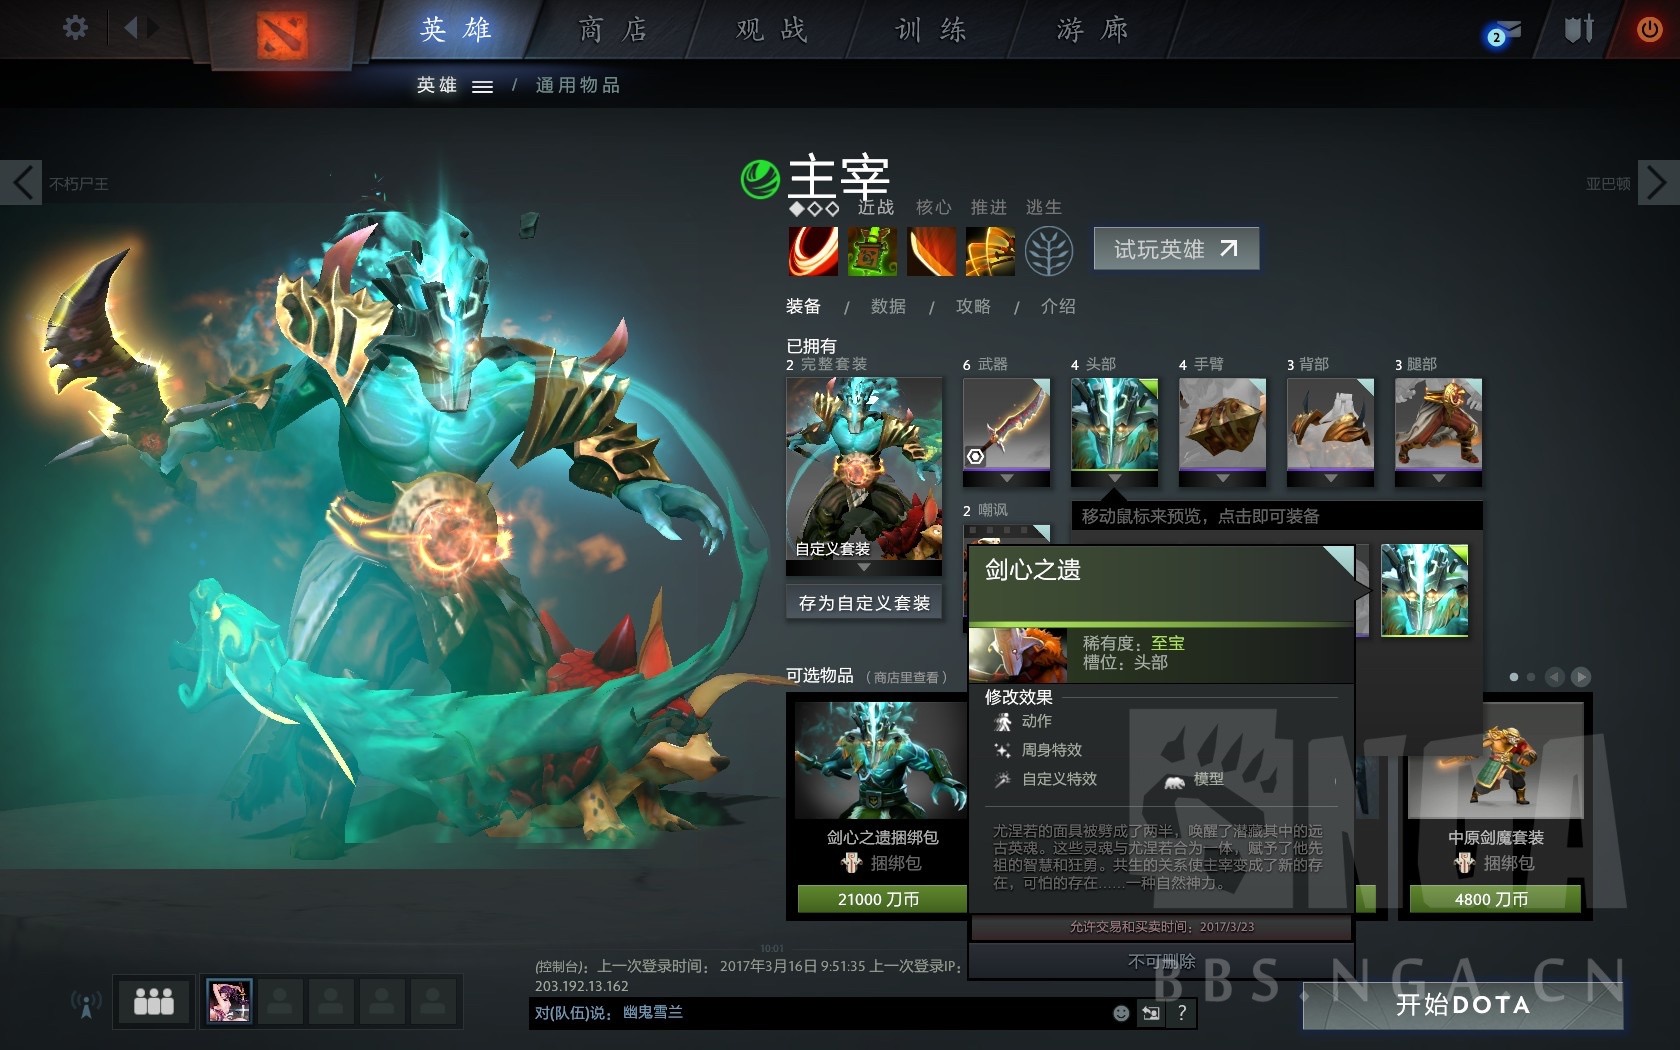 英雄
商店
观战
训练
游廊
2
英雄 / 通用物品
不朽尸王
亚巴顿
主宰
近战 核心 推进 逃生
试玩英雄
装备 / 数据 / 攻略 / 介绍
已拥有
2 完整套装
6 武器
4 头部
4 手臂
3 背部
3 腿部
自定义套装
存为自定义套装
2 嘲讽
移动鼠标来预览，点击即可装备
剑心之遗
稀有度：至宝
槽位：头部
修改效果
动作
周身特效
自定义特效
模型
尤涅若的面具被劈成了两半，唤醒了潜藏其中的远
古英魂。这些灵魂与尤涅若合为一体，赋予了他先
祖的智慧和狂勇。共生的关系使主宰变成了新的存
在，可怕的存在……一种自然神力。
允许交易和买卖时间：2017/3/23
不可删除
可选物品 （商店里查看）
剑心之遗捆绑包
捆绑包
21000 刀币
中原剑魔套装
捆绑包
4800 刀币
NGA
BBS.NGA.CN
10:01
(控制台)：上一次登录时间：2017年3月16日 9:51:35 上一次登录IP：
203.192.13.162
对(队伍)说： 幽鬼雪兰
?
开始DOTA